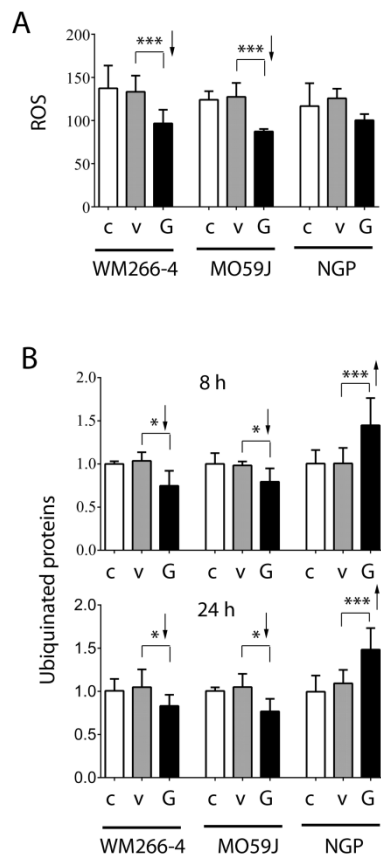 A
*** ***
200
150
100
50
0
ROS
c v G c v G c v G
WM266-4 MO59J NGP
B
8 h
2.0
1.5
1.0
0.5
0.0
* * ***
c v G c v G c v G
24 h
2.0
1.5
1.0
0.5
0.0
* * ***
Ubiquinated proteins
c v G c v G c v G
WM266-4 MO59J NGP